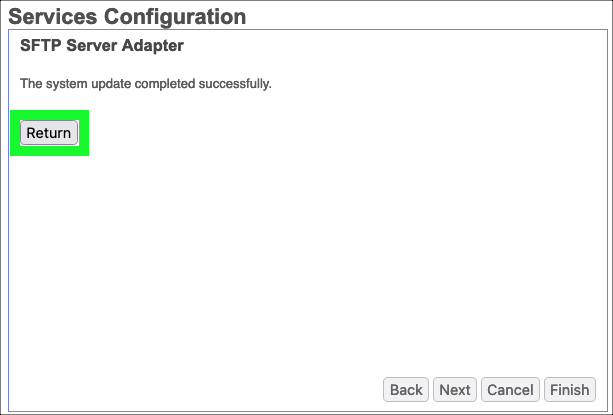 Services Configuration
SFTP Server Adapter
The system update completed successfully.
Return
Back Next Cancel Finish